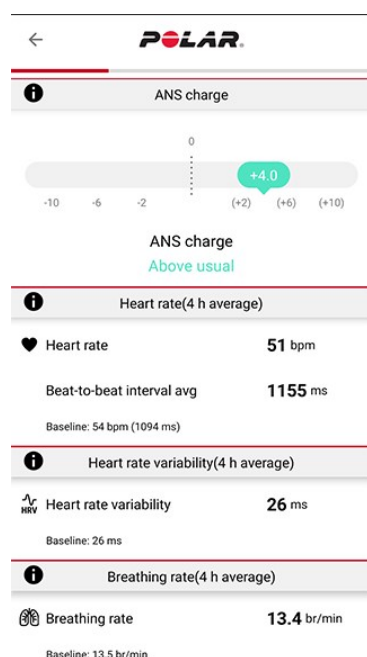 POLAR.
ANS charge
0
+4.0
-10 -6 -2 (+2) (+6) (+10)
ANS charge
Above usual
Heart rate(4 h average)
Heart rate 51 bpm
Beat-to-beat interval avg 1155 ms
Baseline: 54 bpm (1094 ms)
Heart rate variability(4 h average)
HRV Heart rate variability 26 ms
Baseline: 26 ms
Breathing rate(4 h average)
Breathing rate 13.4 br/min
Baseline: 13.5 br/min